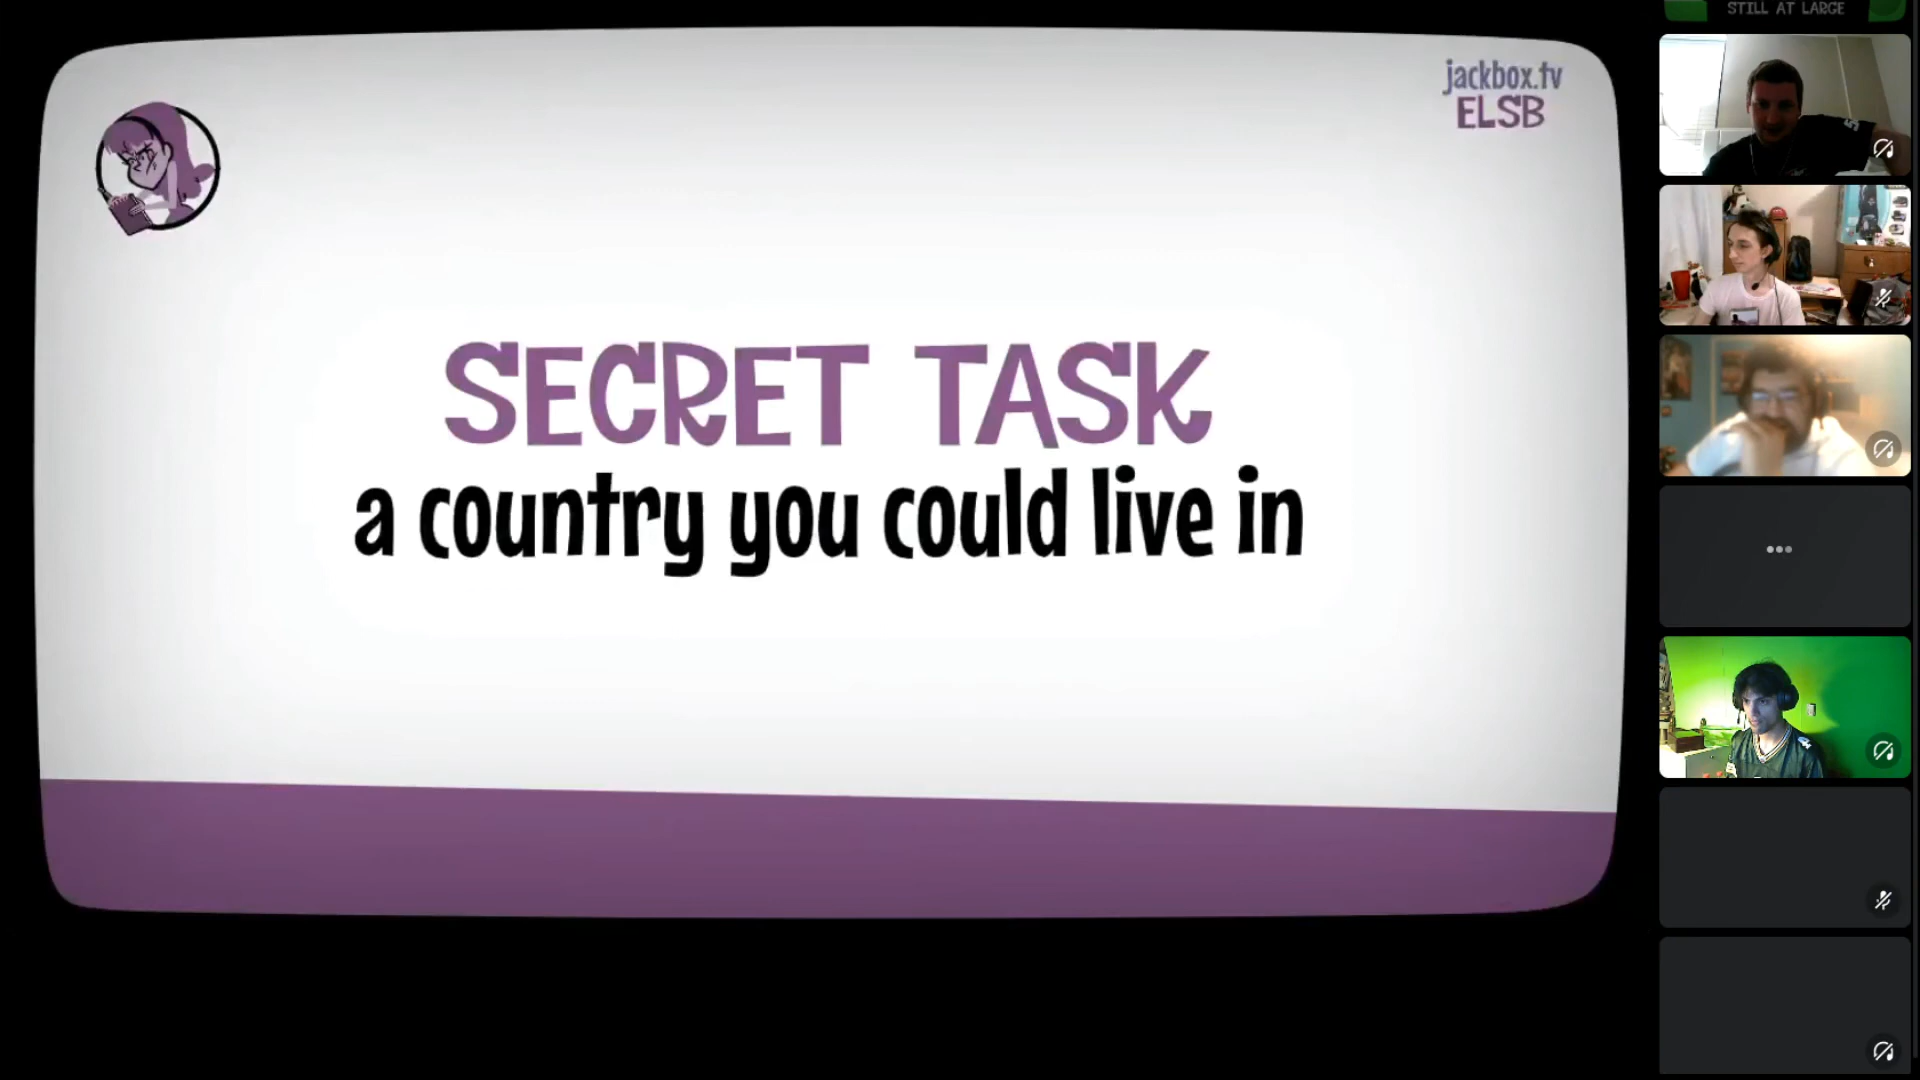 STILL AT LARGE
jackbox.tv
ELSB
SECRET TASK
a country you could live in